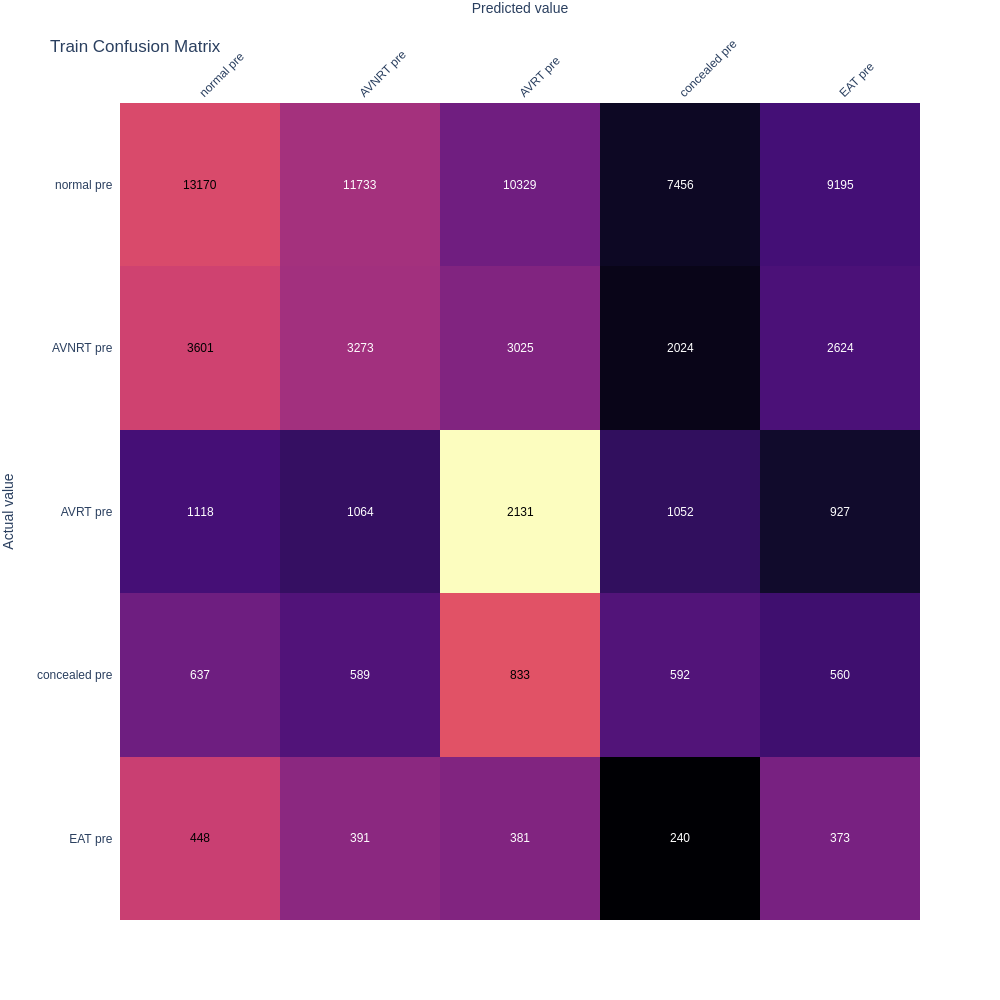 Predicted value
Train Confusion Matrix
normal pre AVNRT pre AVRT pre concealed pre EAT pre
normal pre 13170 11733 10329 7456 9195
AVNRT pre 3601 3273 3025 2024 2624
AVRT pre 1118 1064 2131 1052 927
Actual value
concealed pre 637 589 833 592 560
EAT pre 448 391 381 240 373